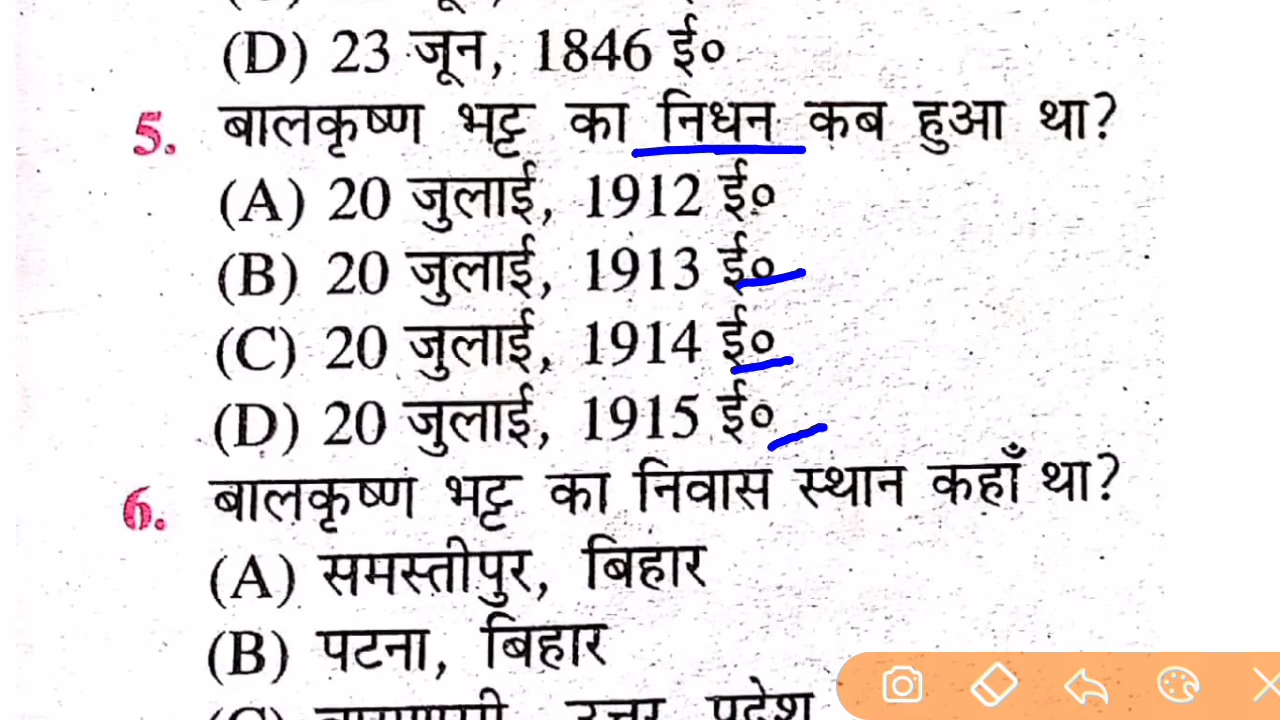 (D) 23 जून, 1846 ई०
5. बालकृष्ण भट्ट का निधन कब हुआ था?
(A) 20 जुलाई, 1912 ई०
(B) 20 जुलाई, 1913 ई०
(C) 20 जुलाई, 1914 ई०
(D) 20 जुलाई, 1915 ई०
6. बालकृष्ण भट्ट का निवास स्थान कहाँ था?
(A) समस्तीपुर, बिहार
(B) पटना, बिहार